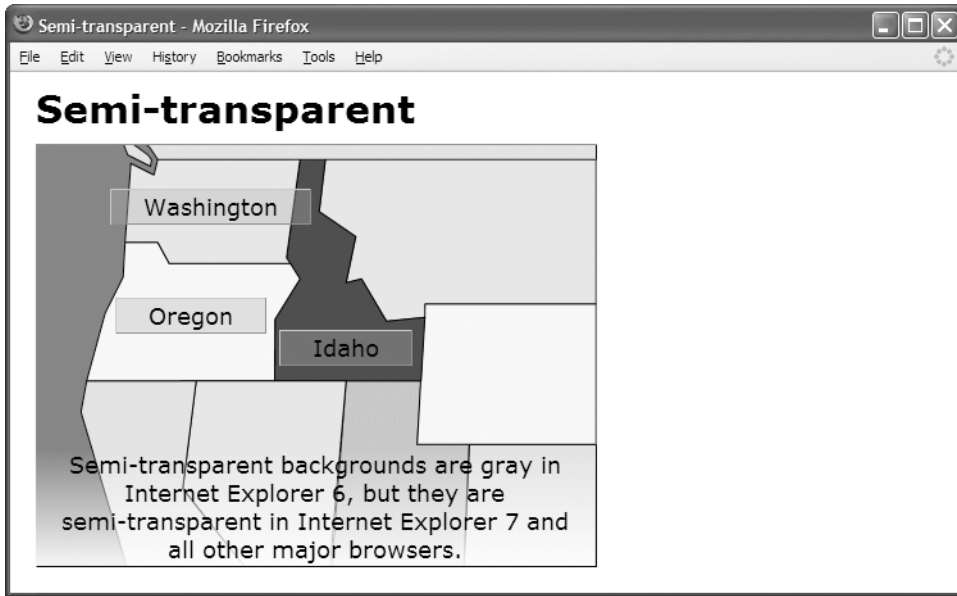 Semi-transparent - Mozilla Firefox
File Edit View History Bookmarks Tools Help
Semi-transparent
Washington
Oregon
Idaho
Semi-transparent backgrounds are gray in
Internet Explorer 6, but they are
semi-transparent in Internet Explorer 7 and
all other major browsers.